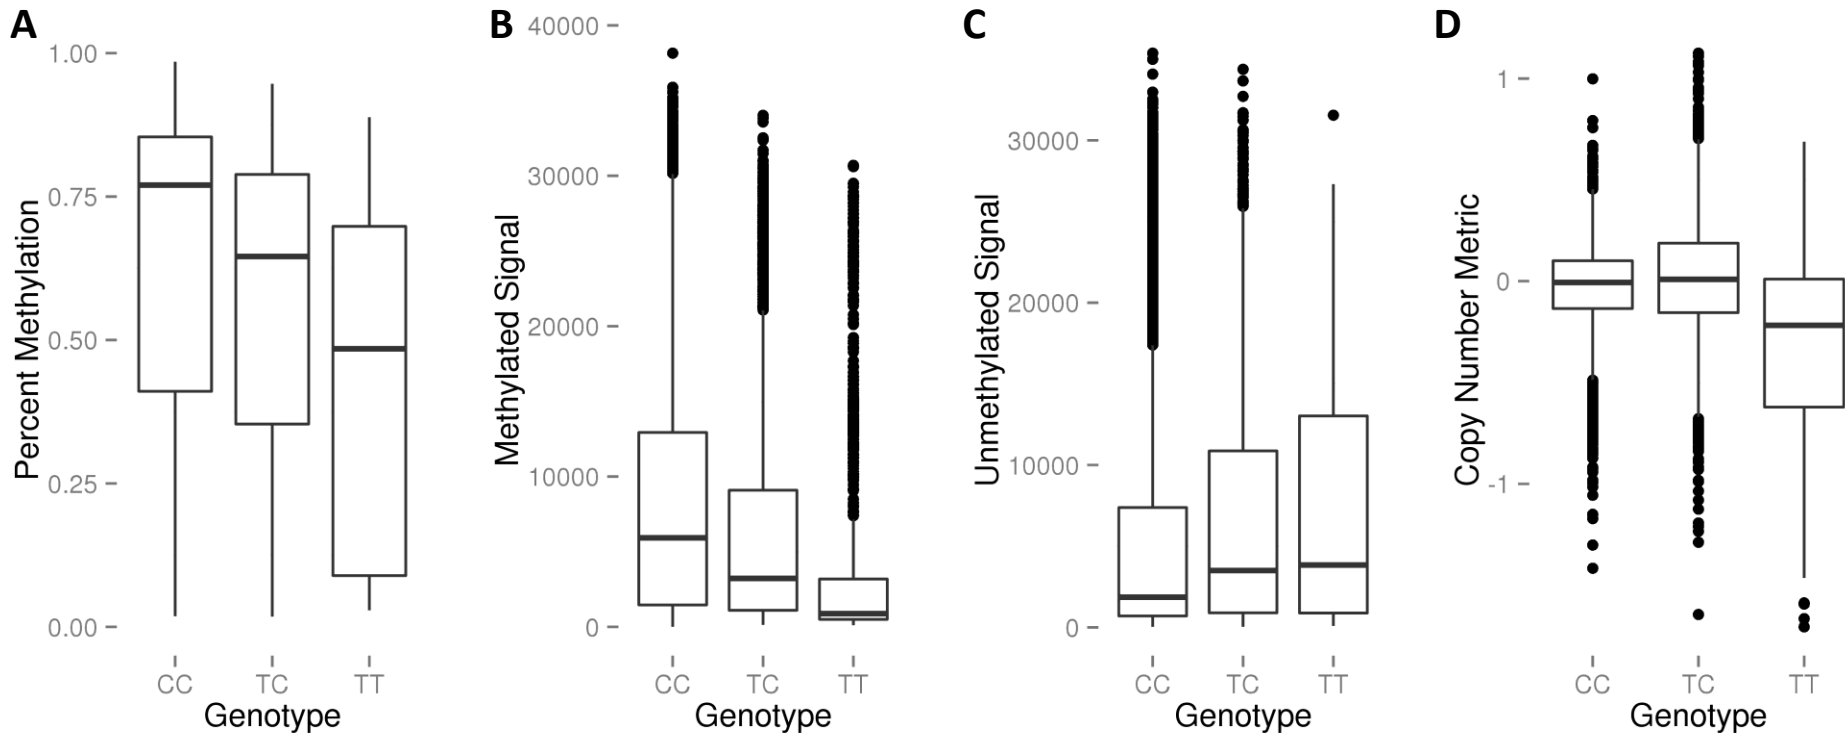 A
Percent Methylation
1.00
0.75
0.50
0.25
0.00
CC TC TT
Genotype
B
Methylated Signal
40000
30000
20000
10000
0
CC TC TT
Genotype
C
Unmethylated Signal
30000
20000
10000
0
CC TC TT
Genotype
D
Copy Number Metric
1
0
-1
CC TC TT
Genotype